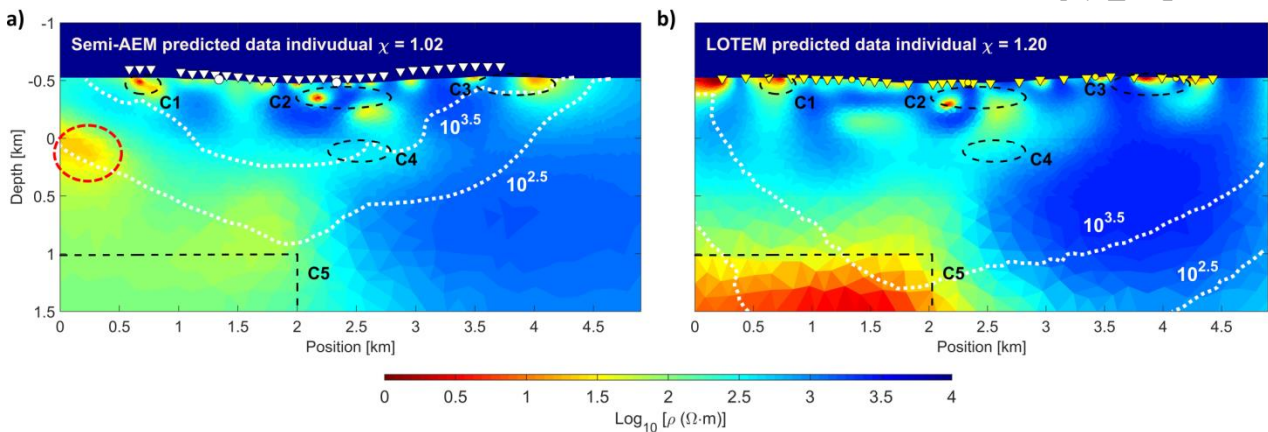 a)
Semi-AEM predicted data indivudual χ = 1.02
C1
C2
C3
C4
C5
10^3.5
10^2.5
-1
-0.5
0
0.5
1
1.5
Depth [km]
0 0.5 1 1.5 2 2.5 3 3.5 4 4.5
Position [km]
b)
LOTEM predicted data individual χ = 1.20
C1
C2
C3
C4
C5
10^3.5
10^2.5
0 0.5 1 1.5 2 2.5 3 3.5 4 4.5
Position [km]
0 0.5 1 1.5 2 2.5 3 3.5 4
Log10 [ρ (Ω·m)]